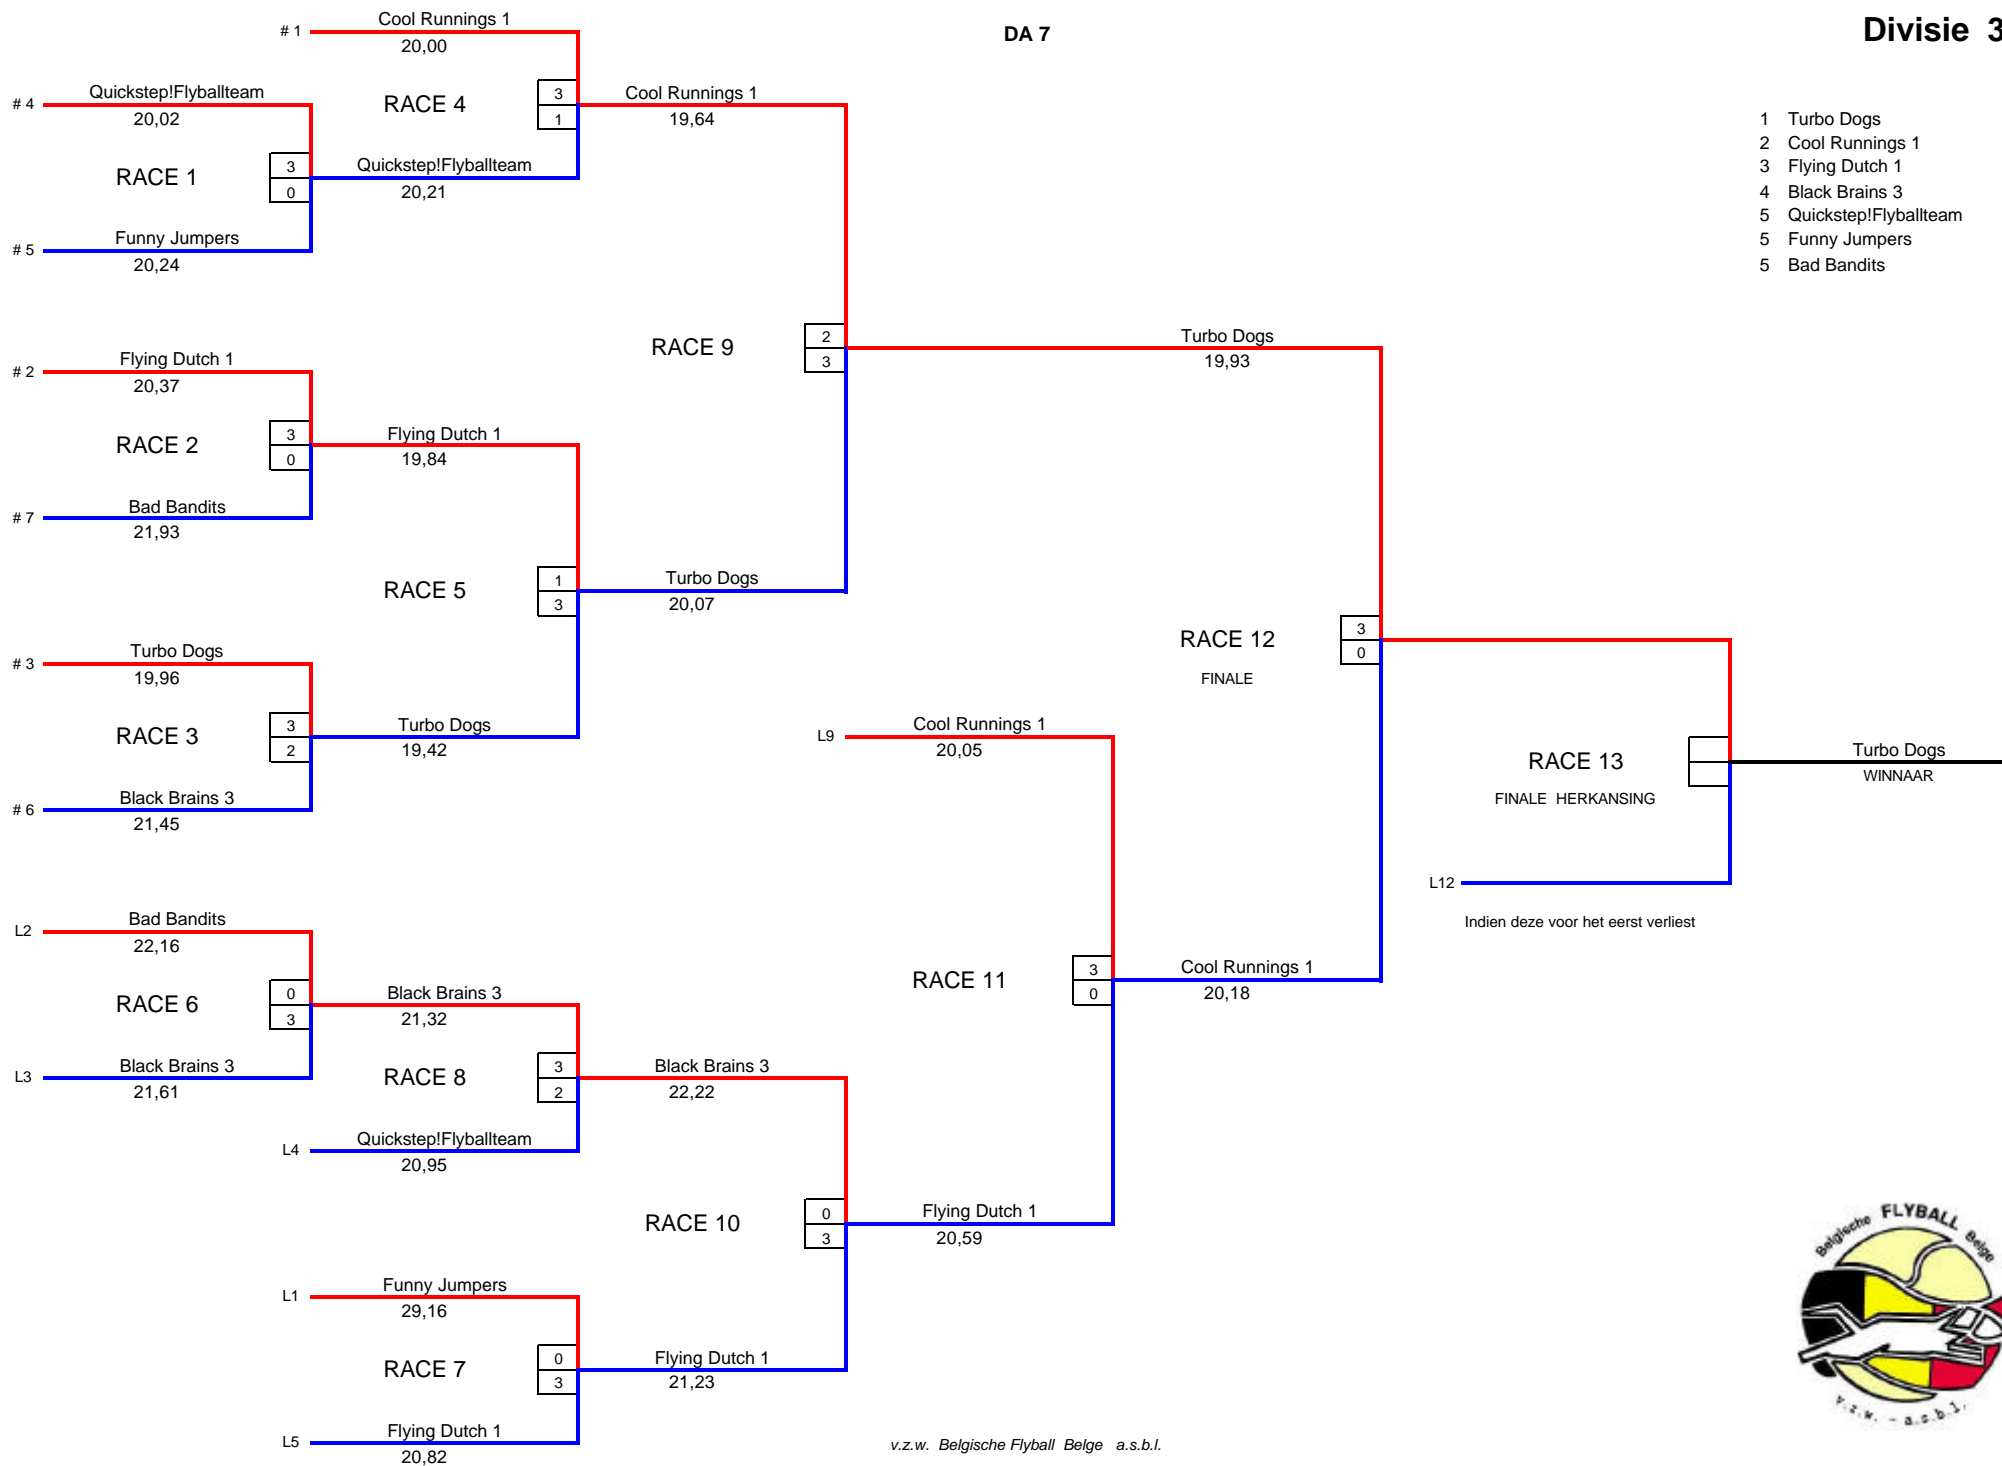 DA 7
Divisie 3
1 Turbo Dogs
2 Cool Runnings 1
3 Flying Dutch 1
4 Black Brains 3
5 Quickstep!Flyballteam
5 Funny Jumpers
5 Bad Bandits
# 1
Cool Runnings 1
20,00
# 4
Quickstep!Flyballteam
20,02
RACE 1
3
0
# 5
Funny Jumpers
20,24
RACE 4
3
1
Quickstep!Flyballteam
20,21
Cool Runnings 1
19,64
# 2
Flying Dutch 1
20,37
RACE 2
3
0
# 7
Bad Bandits
21,93
Flying Dutch 1
19,84
RACE 5
1
3
# 3
Turbo Dogs
19,96
RACE 3
3
2
# 6
Black Brains 3
21,45
Turbo Dogs
19,42
Turbo Dogs
20,07
RACE 9
2
3
Turbo Dogs
19,93
RACE 12
FINALE
3
0
L9
Cool Runnings 1
20,05
RACE 11
3
0
Cool Runnings 1
20,18
RACE 13
FINALE HERKANSING
L12
Indien deze voor het eerst verliest
Turbo Dogs
WINNAAR
L2
Bad Bandits
22,16
RACE 6
0
3
L3
Black Brains 3
21,61
Black Brains 3
21,32
RACE 8
3
2
L4
Quickstep!Flyballteam
20,95
Black Brains 3
22,22
RACE 10
0
3
Flying Dutch 1
20,59
L1
Funny Jumpers
29,16
RACE 7
0
3
L5
Flying Dutch 1
20,82
Flying Dutch 1
21,23
v.z.w. Belgische Flyball Belge a.s.b.l.
Belgische FLYBALL Belge
v.z.w. - a.s.b.l.